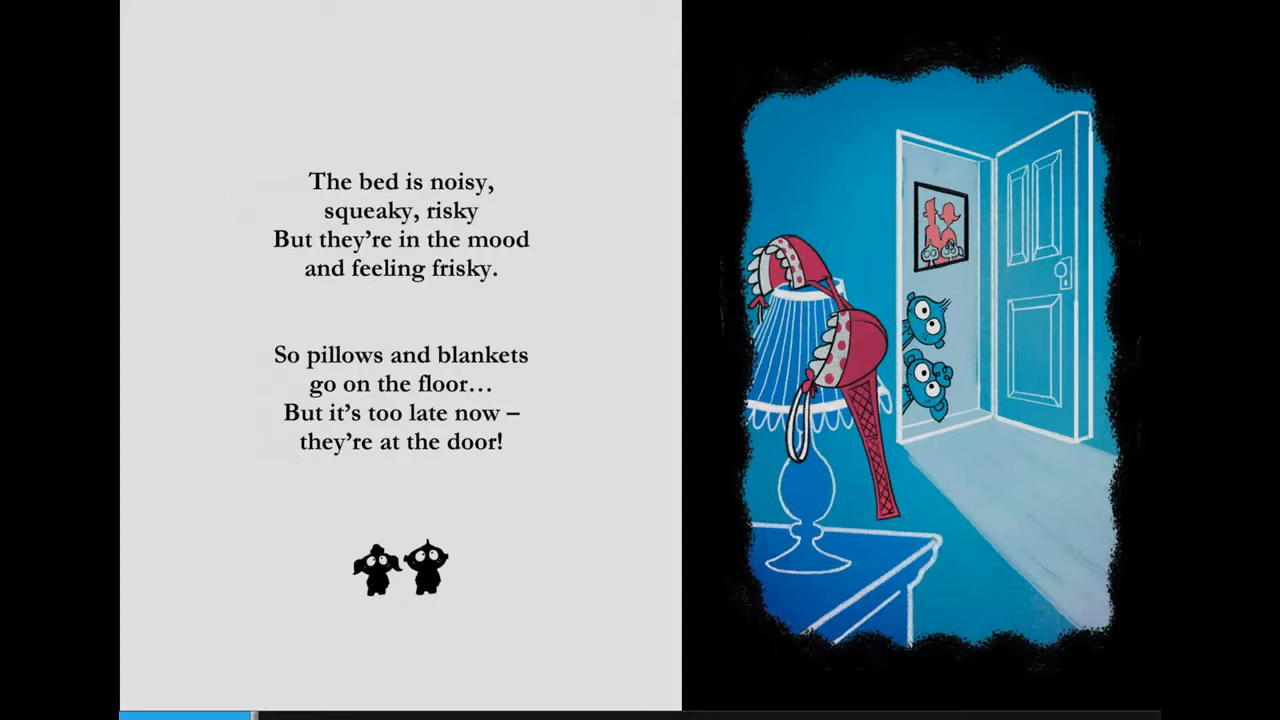 The bed is noisy,
squeaky, risky
But they’re in the mood
and feeling frisky.
So pillows and blankets
go on the floor…
But it’s too late now –
they’re at the door!